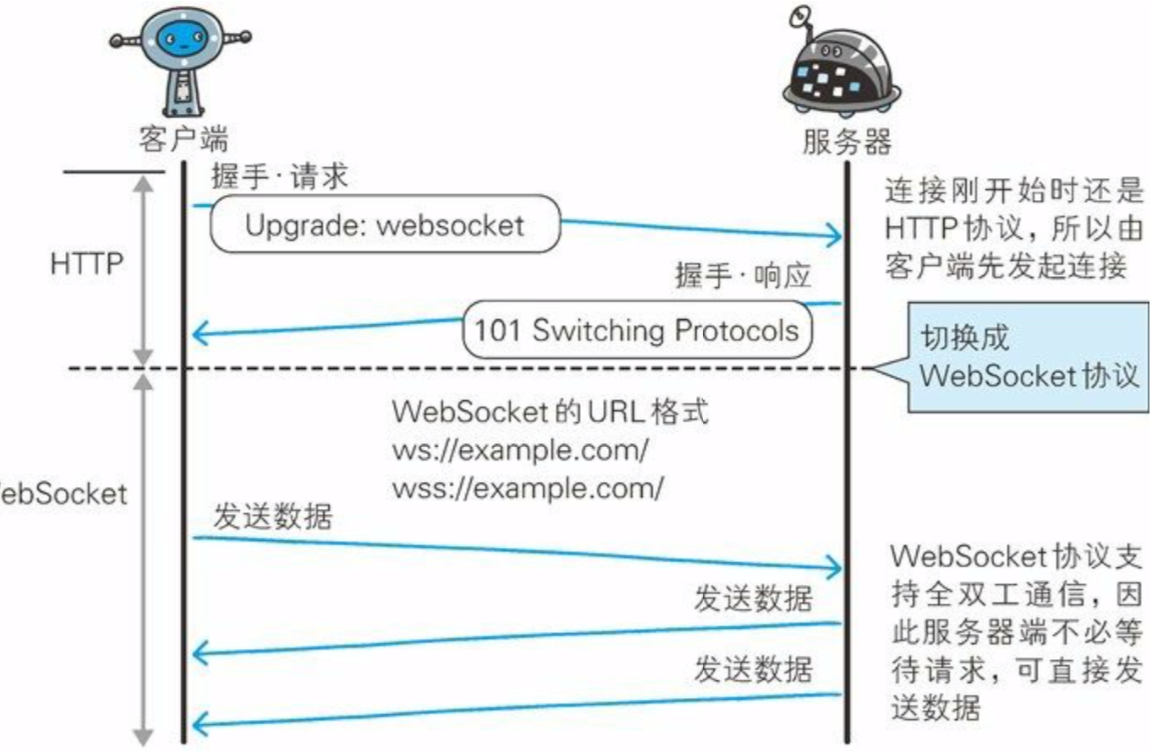 客户端
服务器
握手·请求
Upgrade: websocket
连接刚开始时还是
HTTP协议，所以由
客户端先发起连接
HTTP
握手·响应
101 Switching Protocols
切换成
WebSocket协议
WebSocket的URL格式
ws://example.com/
wss://example.com/
ebSocket
发送数据
WebSocket协议支
持全双工通信，因
此服务器端不必等
待请求，可直接发
送数据
发送数据
发送数据